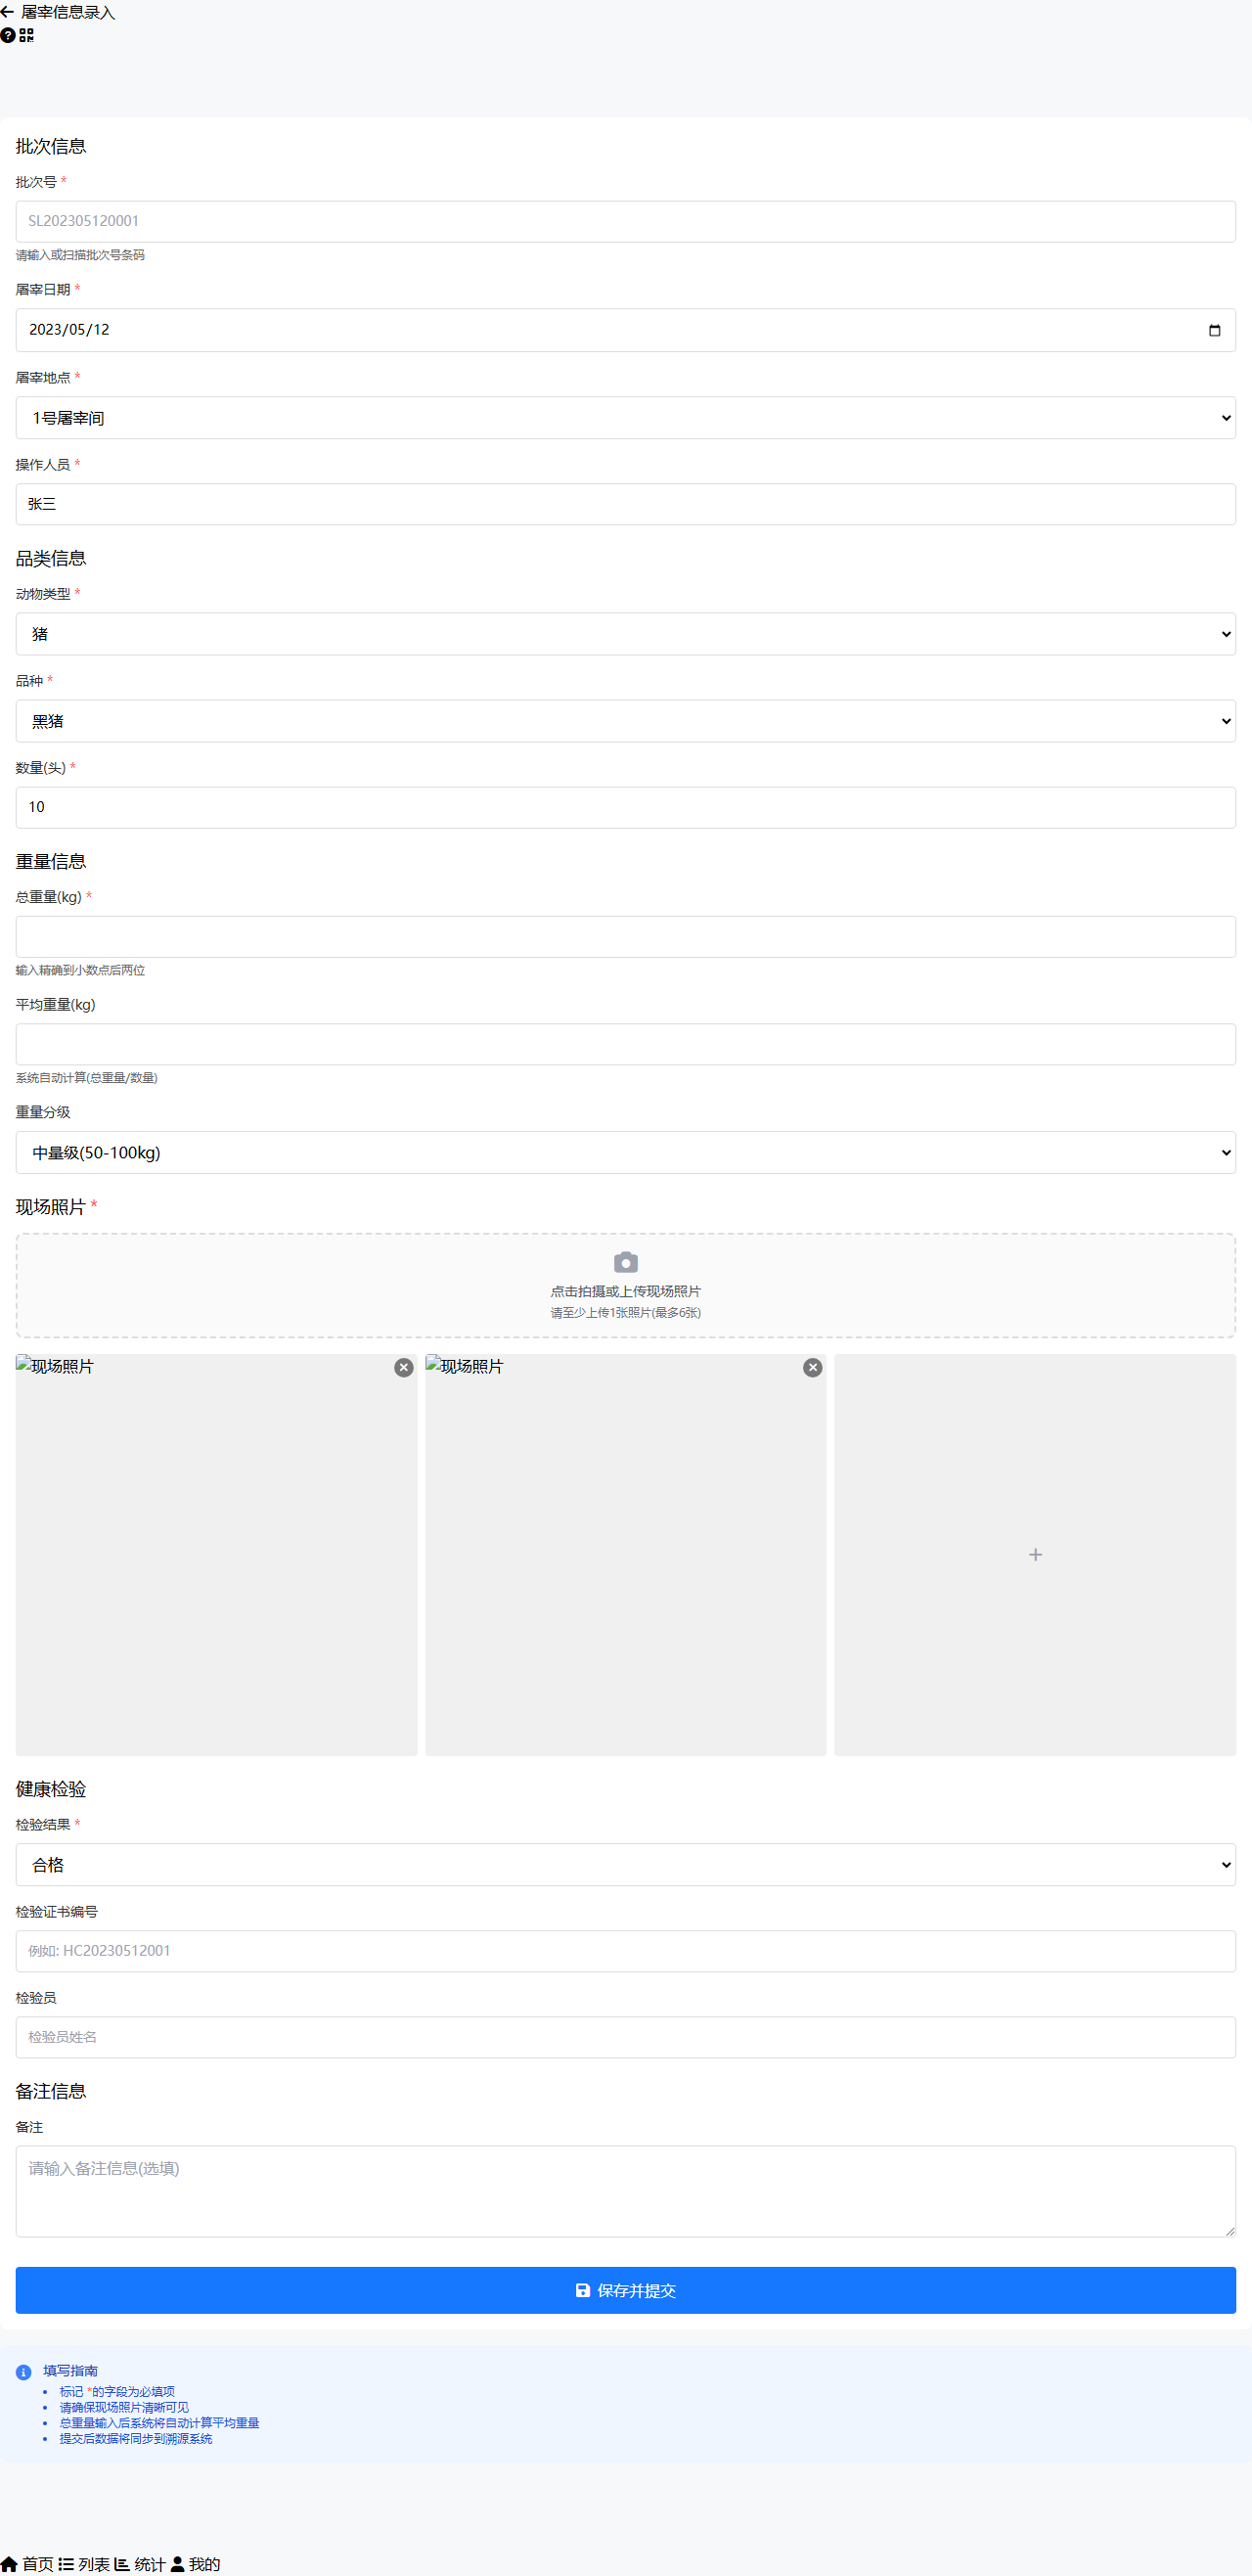 屠宰信息录入
批次信息
批次号 *
SL202305120001
请输入或扫描批次号条码
屠宰日期 *
2023/05/12
屠宰地点 *
1号屠宰间
操作人员 *
张三
品类信息
动物类型 *
猪
品种 *
黑猪
数量(头) *
10
重量信息
总重量(kg) *
输入精确到小数点后两位
平均重量(kg)
系统自动计算(总重量/数量)
重量分级
中量级(50-100kg)
现场照片 *
点击拍摄或上传现场照片
请至少上传1张照片(最多6张)
现场照片 现场照片
健康检验
检验结果 *
合格
检验证书编号
例如: HC20230512001
检验员
检验员姓名
备注信息
备注
请输入备注信息(选填)
保存并提交
填写指南
标记 *的字段为必填项
请确保现场照片清晰可见
总重量输入后系统将自动计算平均重量
提交后数据将同步到溯源系统
首页 列表 统计 我的